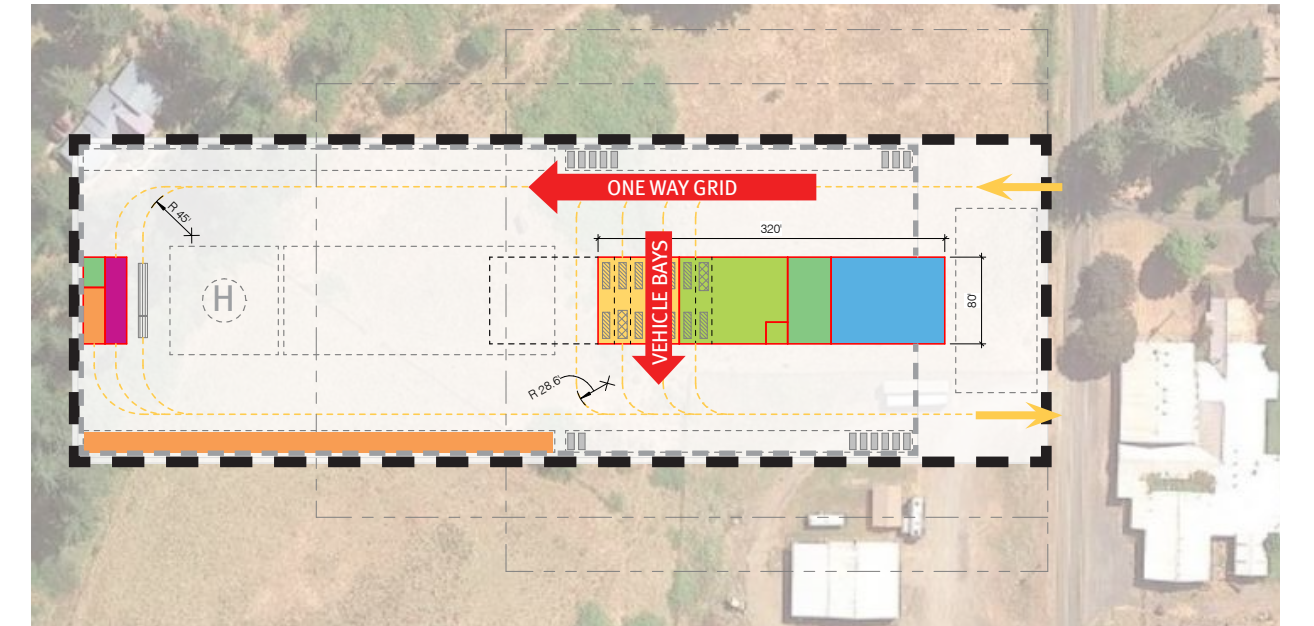 ONE WAY GRID
R 45'
320'
H
VEHICLE BAYS
80'
R 28.6'